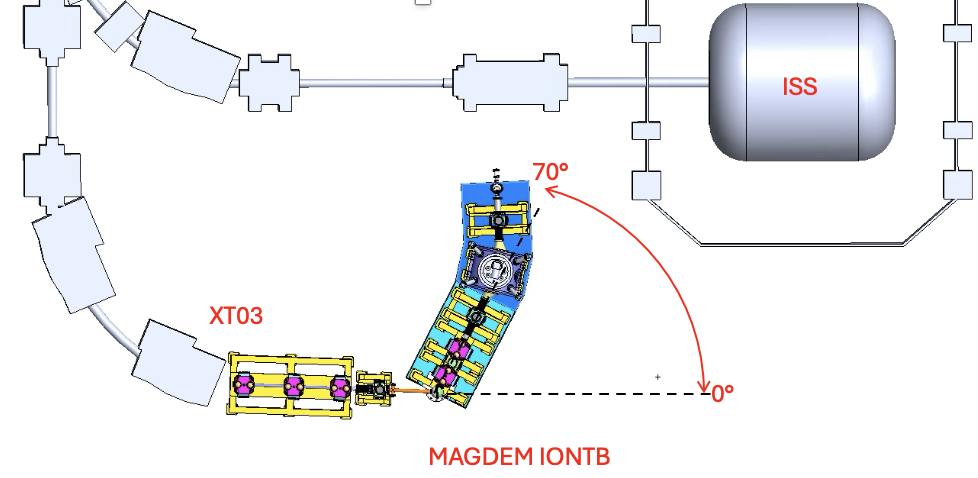 ISS
70°
XT03
0°
MAGDEM IONTB